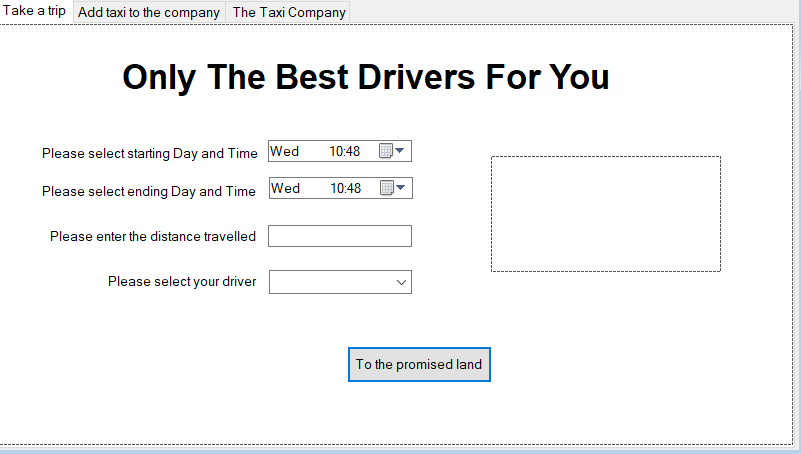 Take a trip Add taxi to the company The Taxi Company
Only The Best Drivers For You
Please select starting Day and Time Wed 10:48
Please select ending Day and Time Wed 10:48
Please enter the distance travelled
Please select your driver
To the promised land